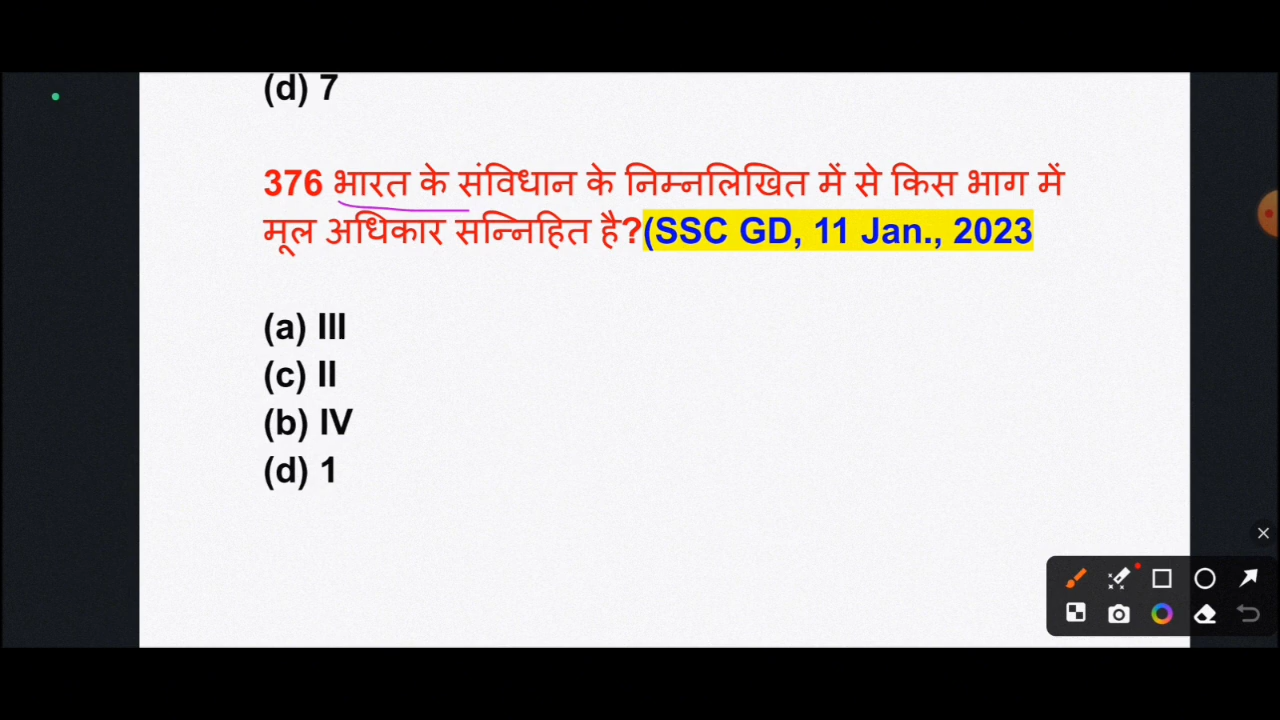 (d) 7
376 भारत के संविधान के निम्नलिखित में से किस भाग में
मूल अधिकार सन्निहित है?(SSC GD, 11 Jan., 2023
(a) III
(c) II
(b) IV
(d) 1